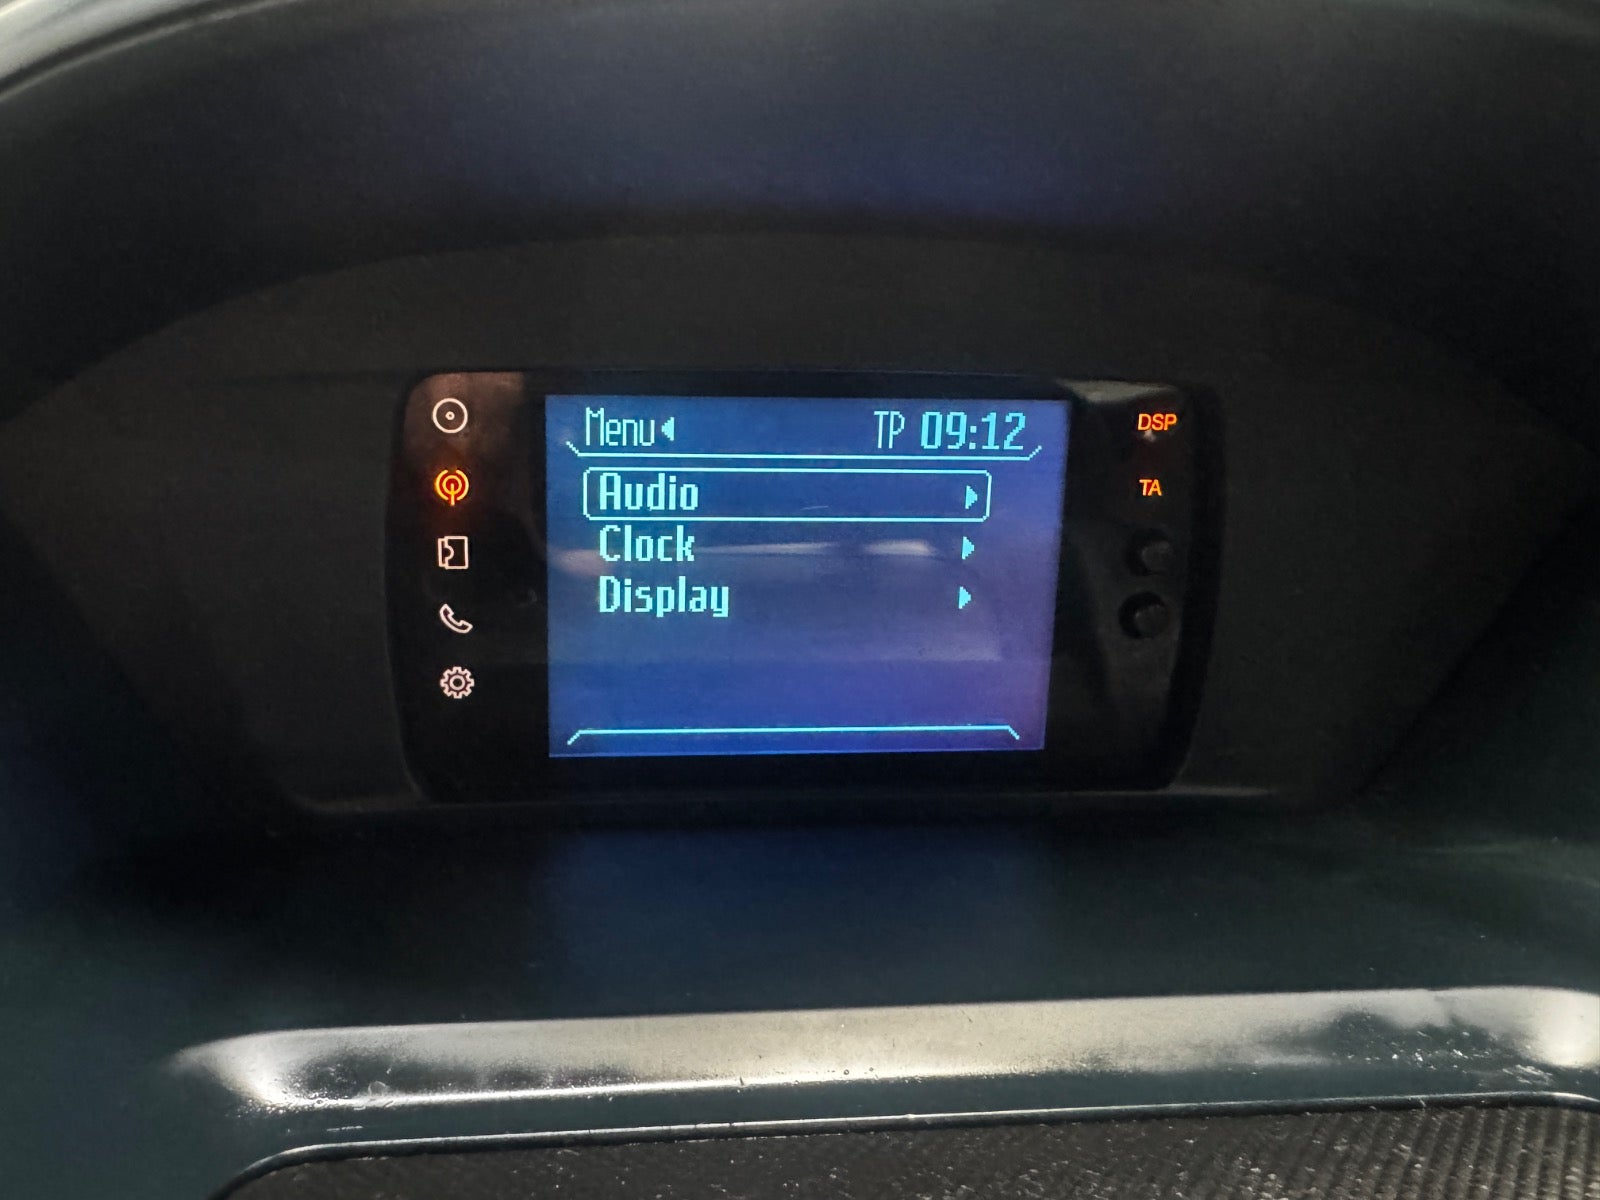 Menu TP 09:12
Audio
Clock
Display
DSP
TA